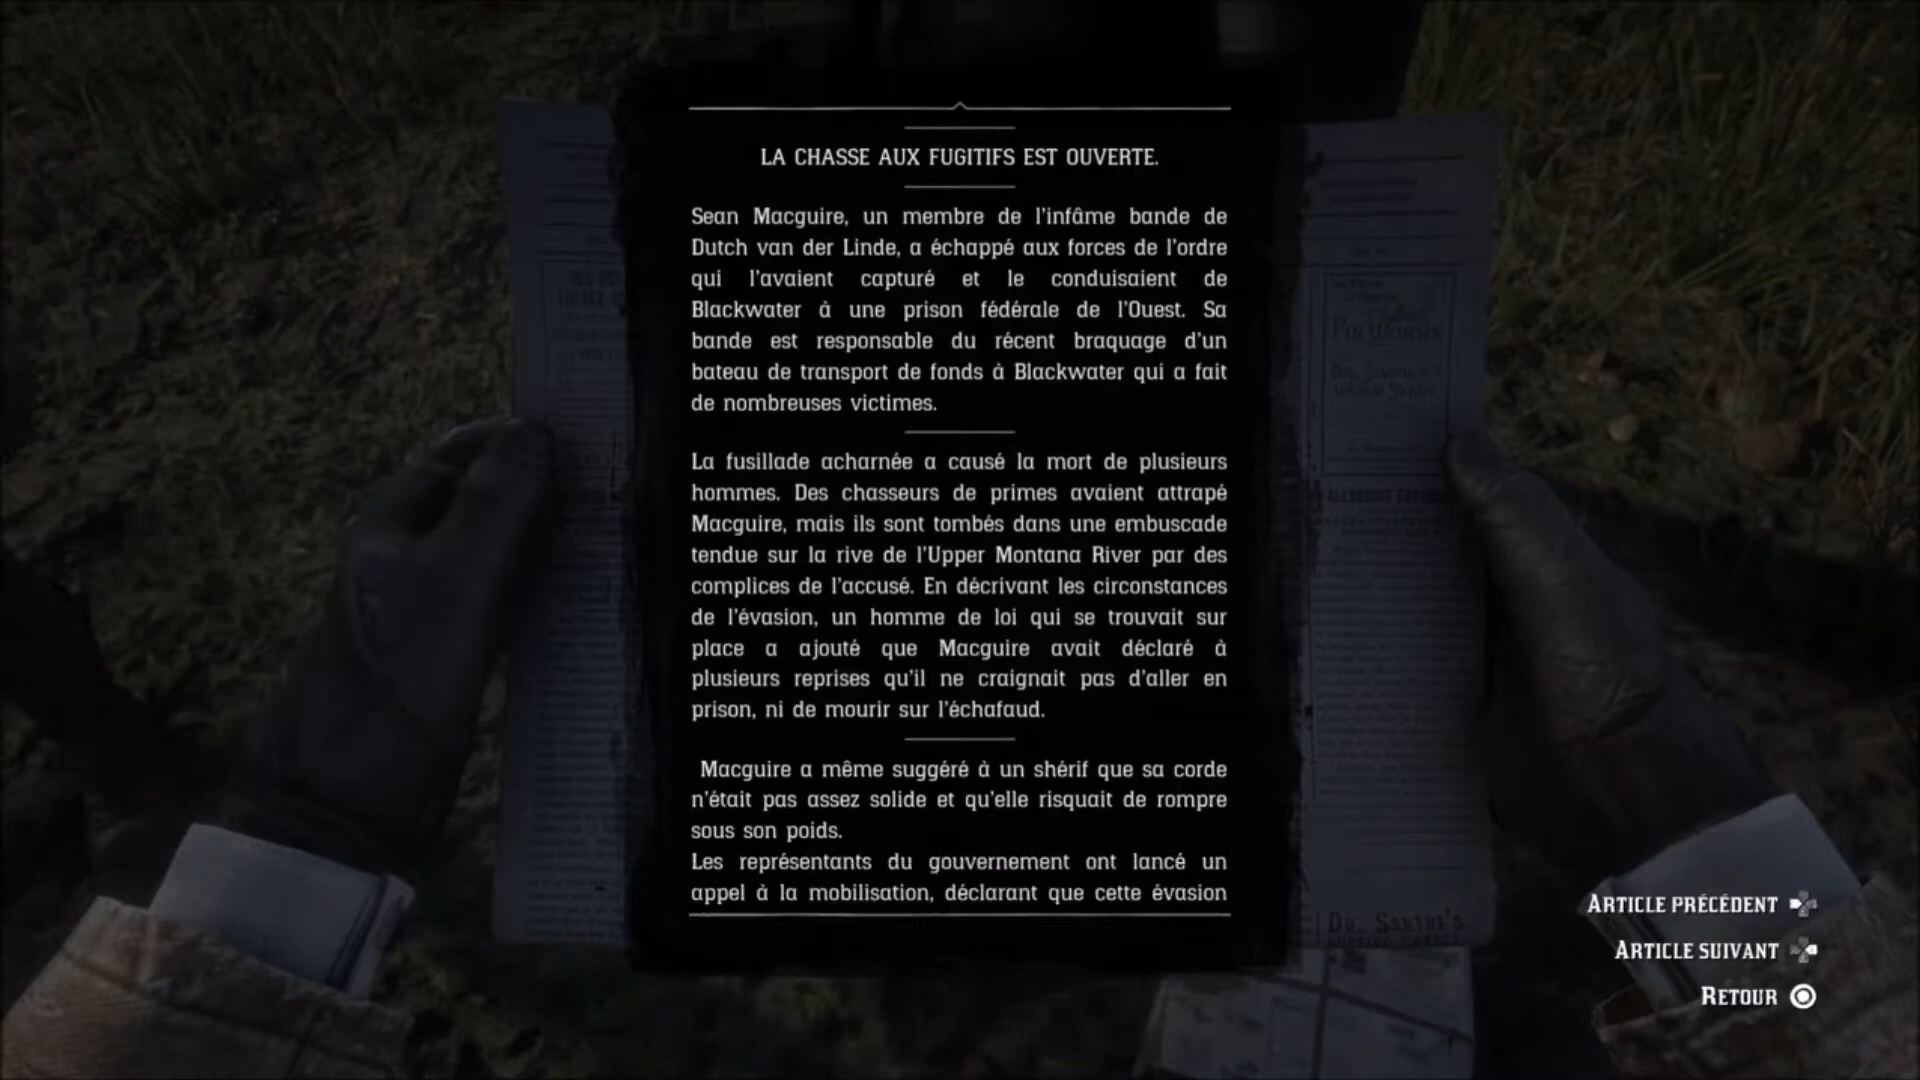 LA CHASSE AUX FUGITIFS EST OUVERTE.
Sean Macguire, un membre de l'infâme bande de
Dutch van der Linde, a échappé aux forces de l'ordre
qui l'avaient capturé et le conduisaient de
Blackwater à une prison fédérale de l'Ouest. Sa
bande est responsable du récent braquage d'un
bateau de transport de fonds à Blackwater qui a fait
de nombreuses victimes.
La fusillade acharnée a causé la mort de plusieurs
hommes. Des chasseurs de primes avaient attrapé
Macguire, mais ils sont tombés dans une embuscade
tendue sur la rive de l'Upper Montana River par des
complices de l'accusé. En décrivant les circonstances
de l'évasion, un homme de loi qui se trouvait sur
place a ajouté que Macguire avait déclaré à
plusieurs reprises qu'il ne craignait pas d'aller en
prison, ni de mourir sur l'échafaud.
Macguire a même suggéré à un shérif que sa corde
n'était pas assez solide et qu'elle risquait de rompre
sous son poids.
Les représentants du gouvernement ont lancé un
appel à la mobilisation, déclarant que cette évasion
PIN WORMS
DR. SARTRI'S
ARTICLE PRÉCÉDENT
ARTICLE SUIVANT
RETOUR